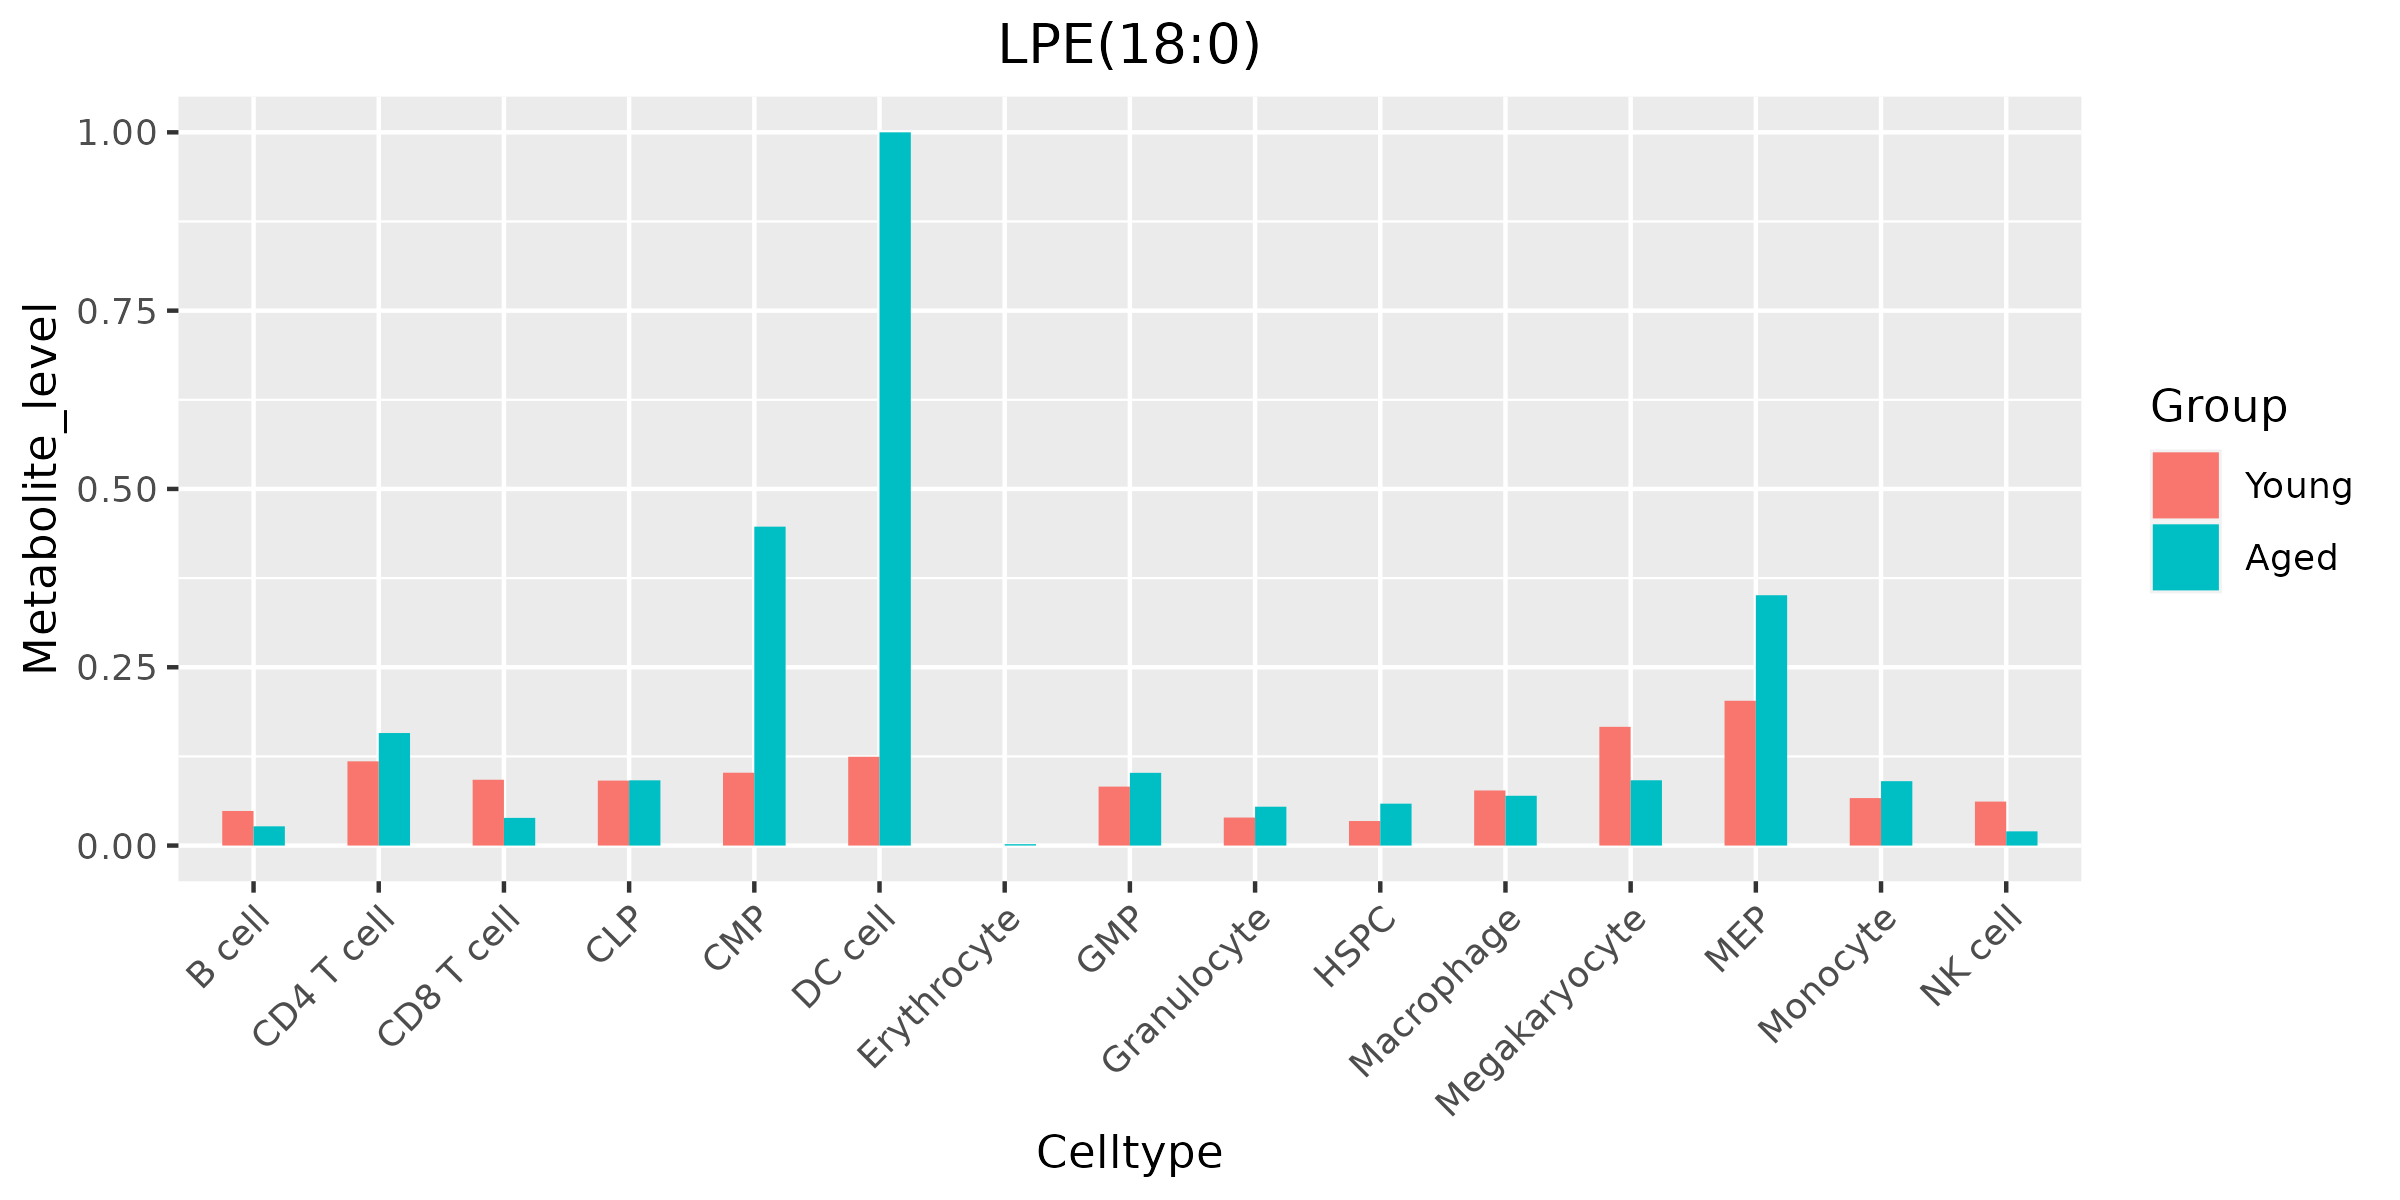 LPE(18:0)
Metabolite_level
1.00
0.75
0.50
0.25
0.00
B cell
CD4 T cell
CD8 T cell
CLP
CMP
DC cell
Erythrocyte
GMP
Granulocyte
HSPC
Macrophage
Megakaryocyte
MEP
Monocyte
NK cell
Celltype
Group
Young
Aged